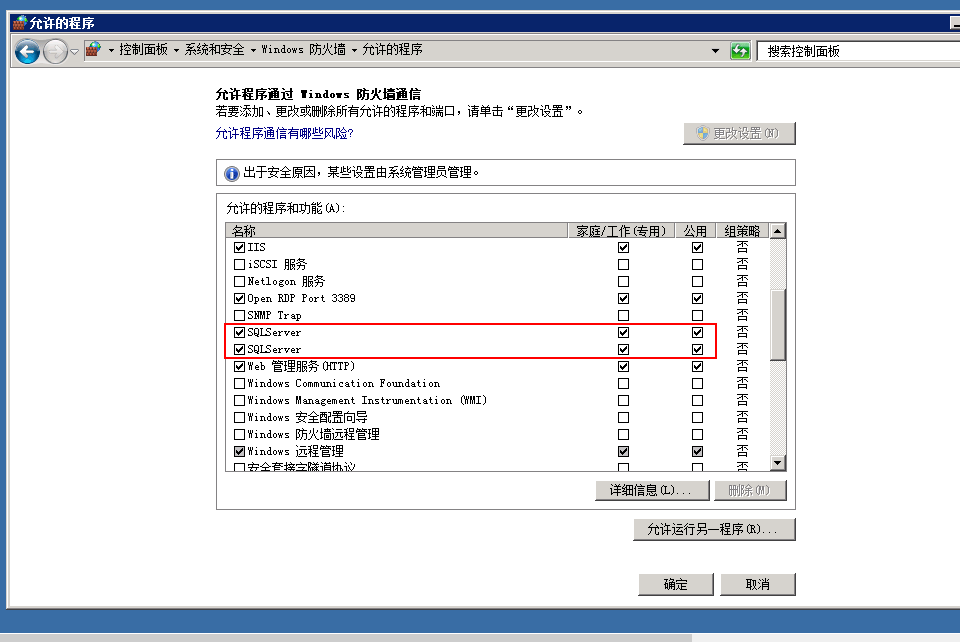 允许的程序
控制面板 系统和安全 Windows 防火墙 允许的程序
搜索控制面板
允许程序通过 Windows 防火墙通信
若要添加、更改或删除所有允许的程序和端口，请单击“更改设置”。
允许程序通信有哪些风险?
更改设置(N)
出于安全原因，某些设置由系统管理员管理。
允许的程序和功能(A):
名称 家庭/工作(专用) 公用 组策略
IIS 否
iSCSI 服务 否
Netlogon 服务 否
Open RDP Port 3389 否
SNMP Trap 否
SQLServer 否
SQLServer 否
Web 管理服务(HTTP) 否
Windows Communication Foundation 否
Windows Management Instrumentation (WMI) 否
Windows 安全配置向导 否
Windows 防火墙远程管理 否
Windows 远程管理 否
安全套接字隧道协议 否
详细信息(L)... 删除(M)
允许运行另一程序(R)...
确定 取消